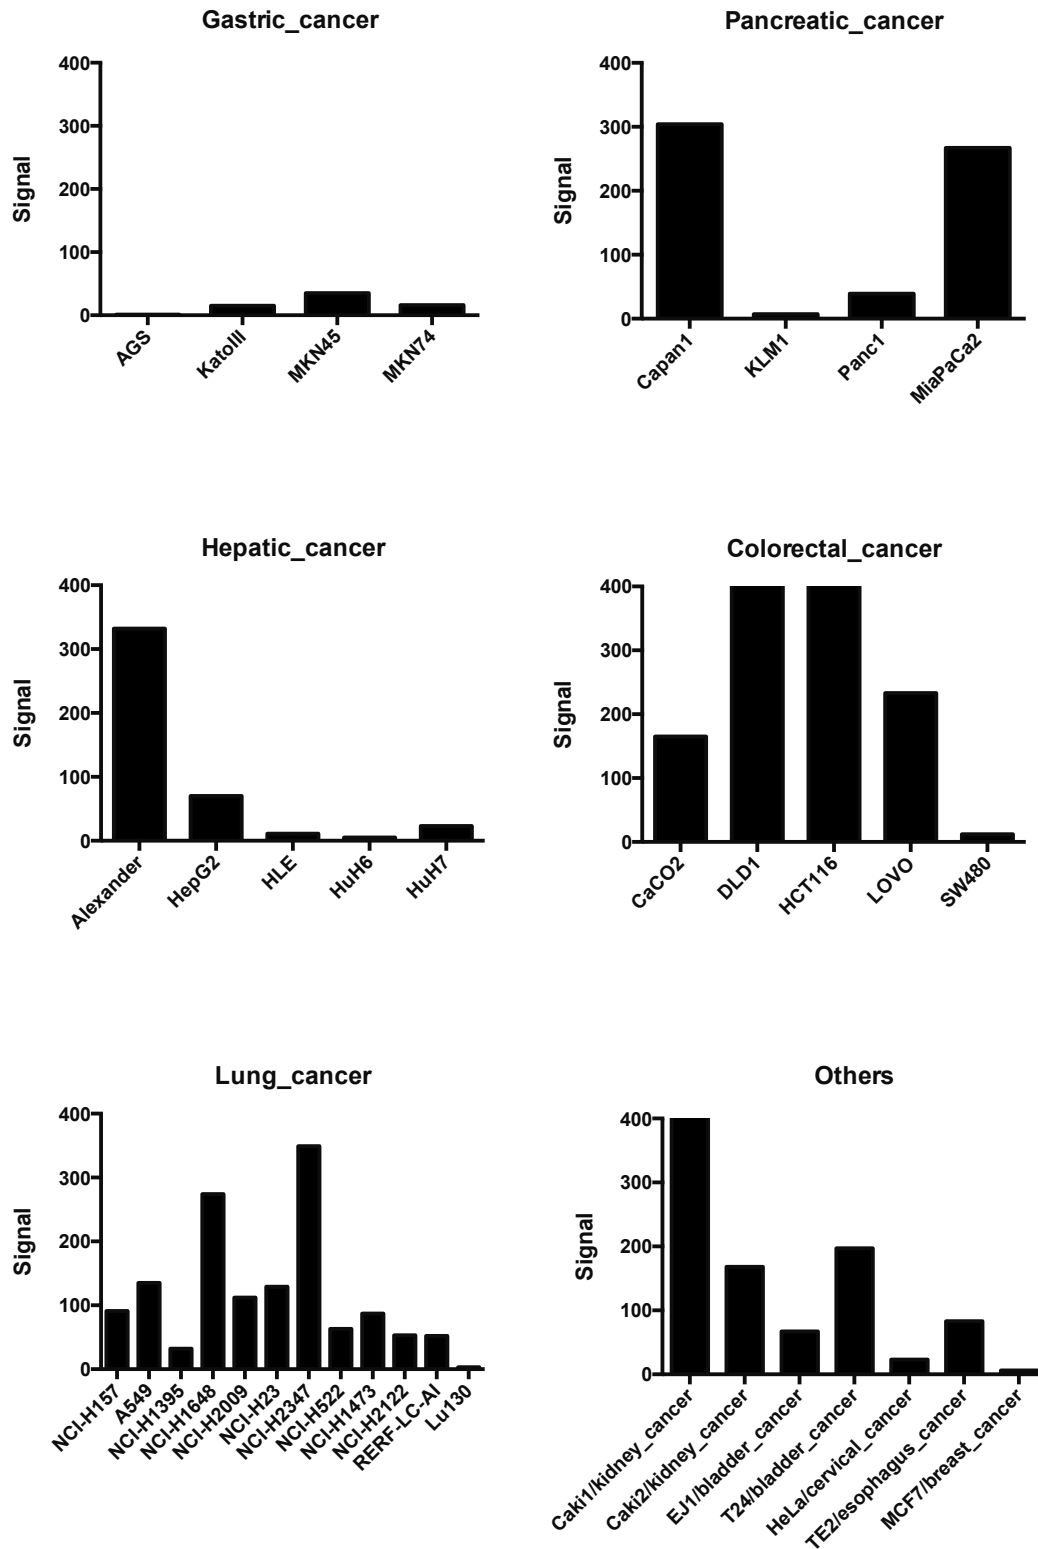 Gastric_cancer
400
300
200
100
0
Signal
AGS
KatoIII
MKN45
MKN74
Pancreatic_cancer
400
300
200
100
0
Signal
Capan1
KLM1
Panc1
MiaPaCa2
Hepatic_cancer
400
300
200
100
0
Signal
Alexander
HepG2
HLE
HuH6
HuH7
Colorectal_cancer
400
300
200
100
0
Signal
CaCO2
DLD1
HCT116
LOVO
SW480
Lung_cancer
400
300
200
100
0
Signal
NCI-H157
A549
NCI-H1395
NCI-H1648
NCI-H2009
NCI-H23
NCI-H2347
NCI-H522
NCI-H1473
NCI-H2122
RERF-LC-AI
Lu130
Others
400
300
200
100
0
Signal
Caki1/kidney_cancer
Caki2/kidney_cancer
EJ1/bladder_cancer
T24/bladder_cancer
HeLa/cervical_cancer
TE2/esophagus_cancer
MCF7/breast_cancer